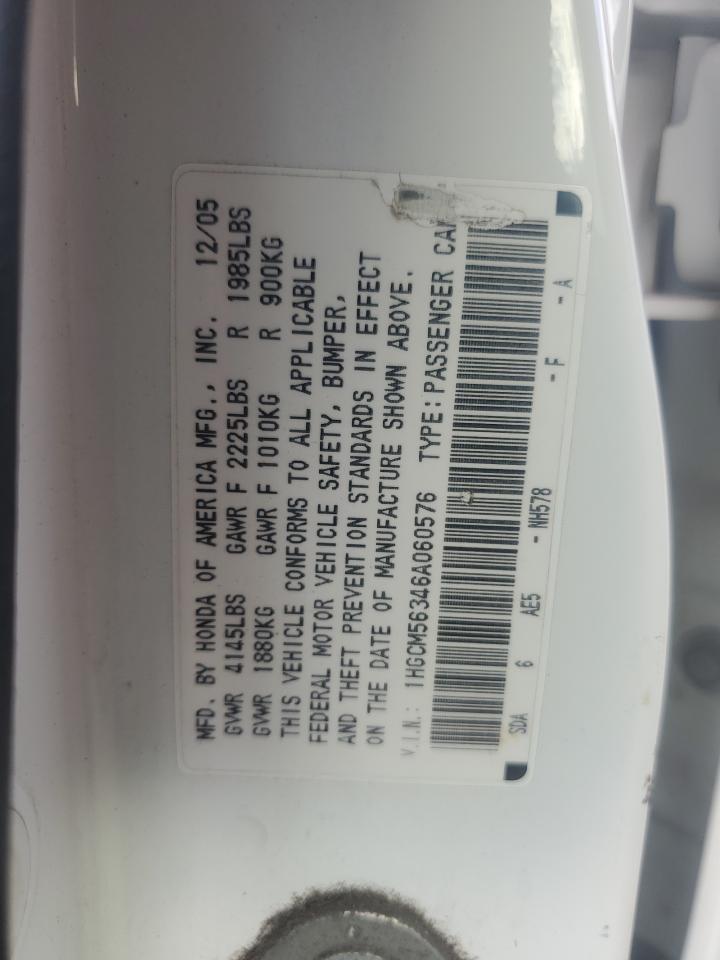 MFD. BY HONDA OF AMERICA MFG., INC. 12/05
GVWR 4145LBS GAWR F 2225LBS R 1985LBS
GVWR 1880KG GAWR F 1010KG R 900KG
THIS VEHICLE CONFORMS TO ALL APPLICABLE
FEDERAL MOTOR VEHICLE SAFETY, BUMPER,
AND THEFT PREVENTION STANDARDS IN EFFECT
ON THE DATE OF MANUFACTURE SHOWN ABOVE.
V.I.N.: 1HGCM56346A060576 TYPE: PASSENGER CA
SDA 6 AE5 - NH578 - F - A